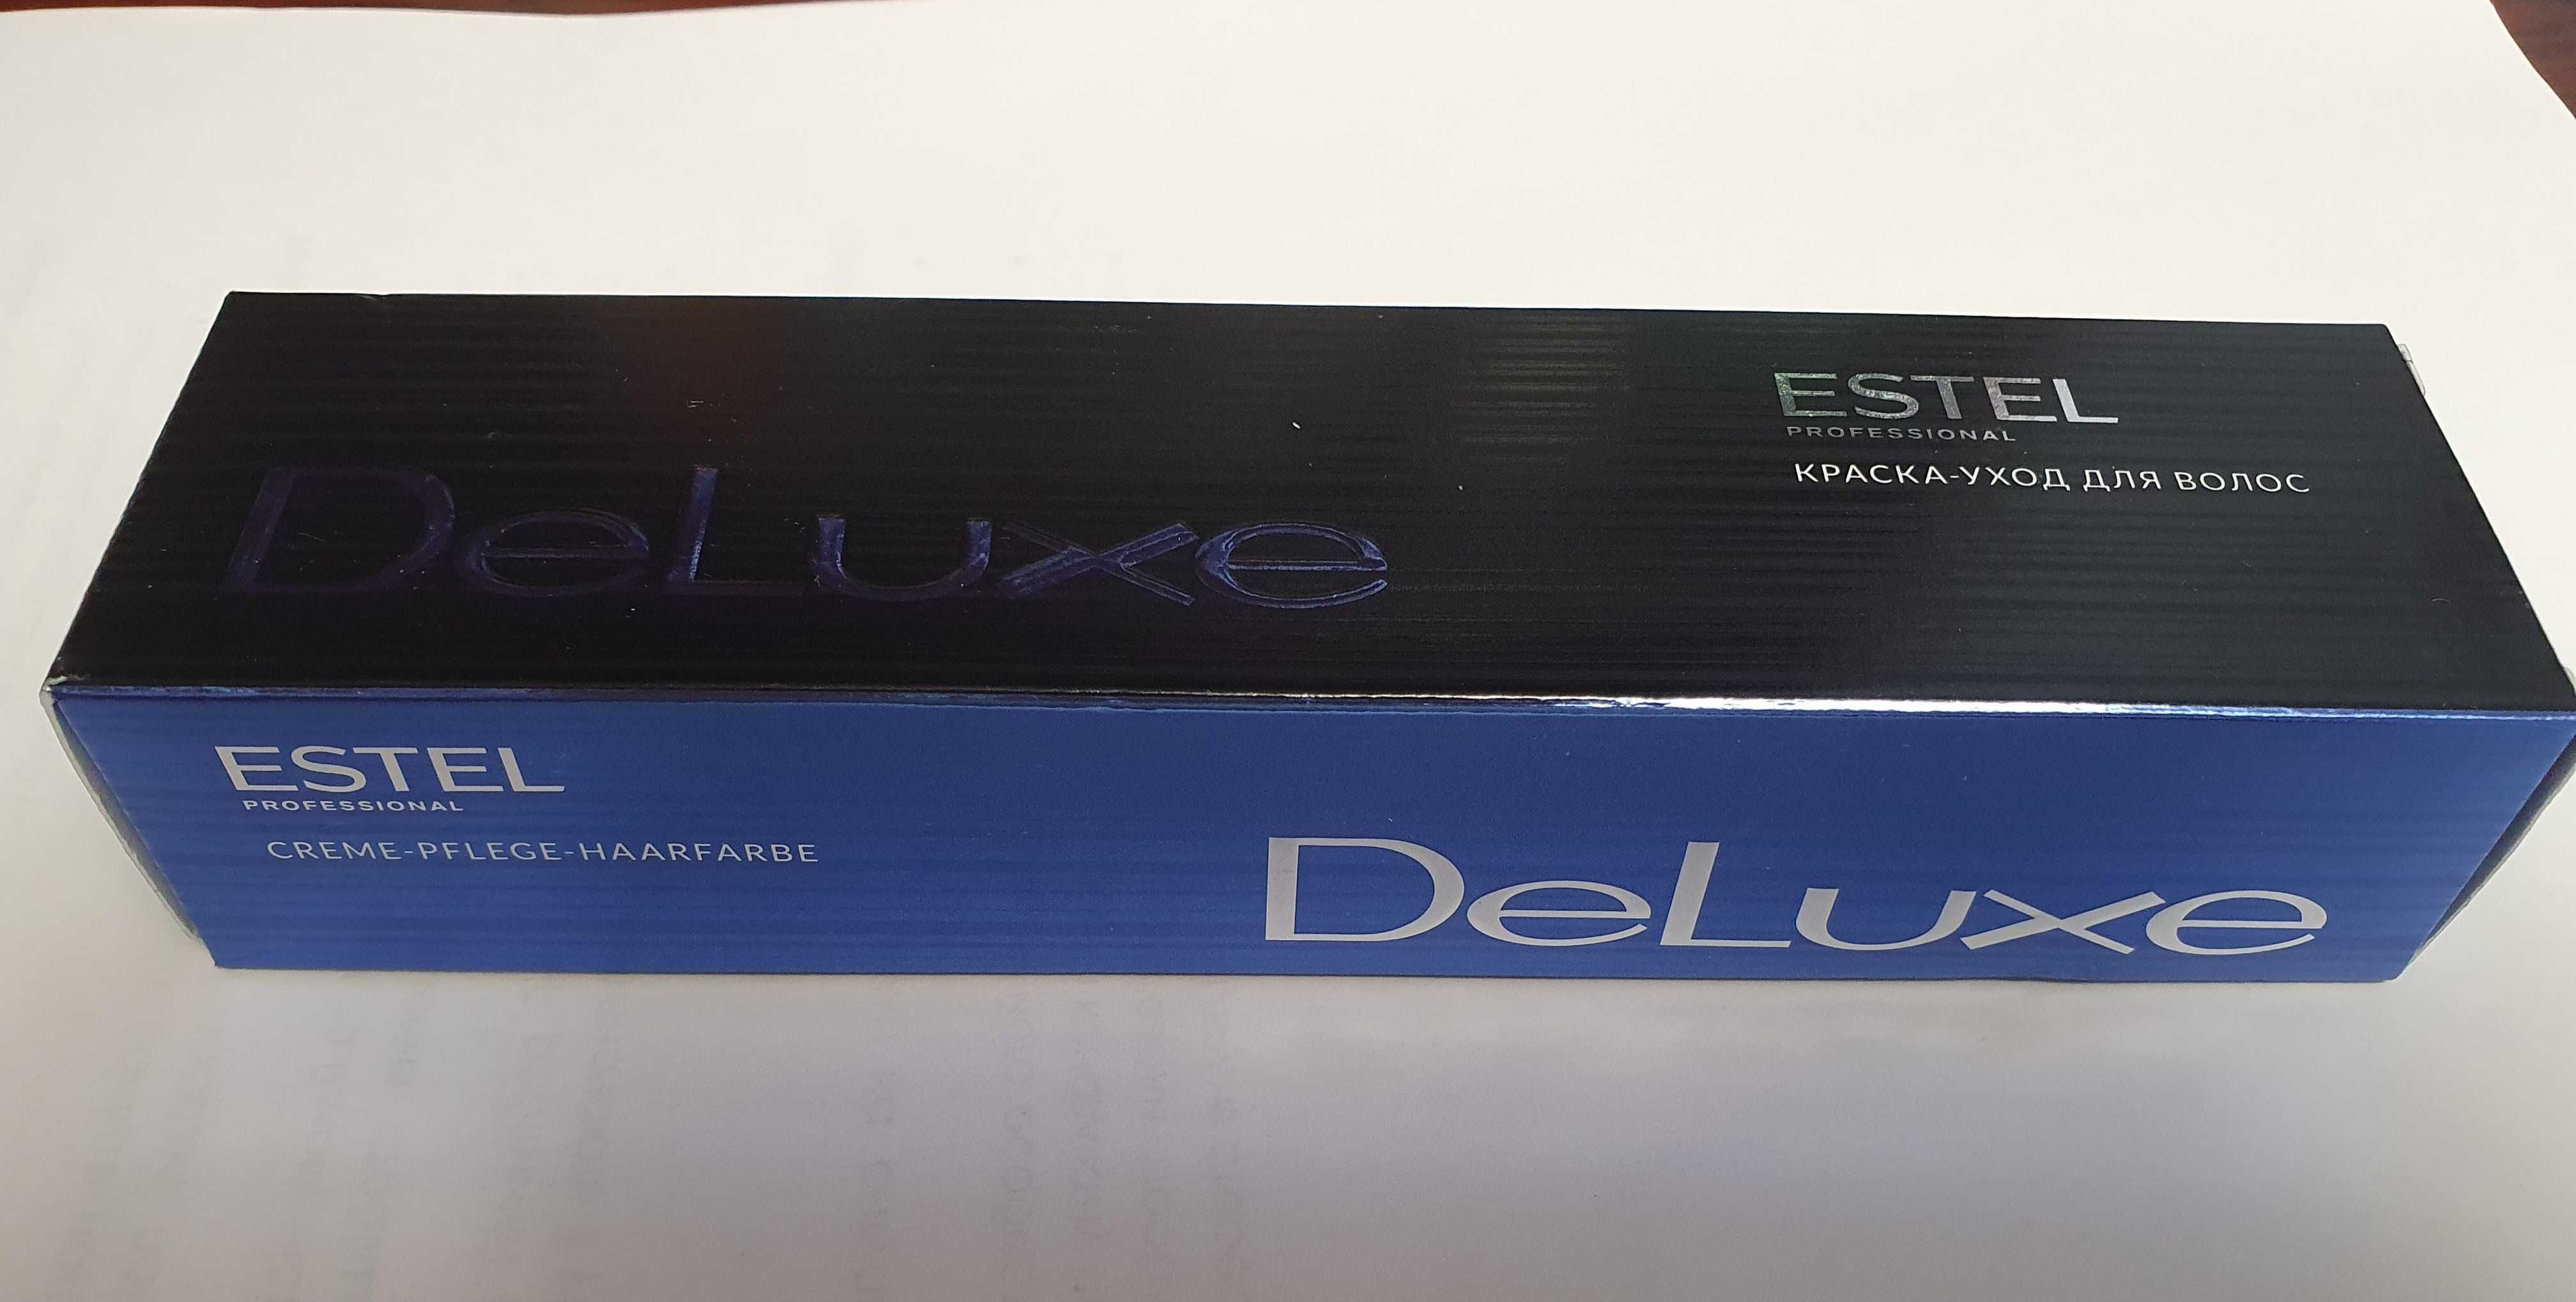 ESTEL
PROFESSIONAL
КРАСКА-УХОД ДЛЯ ВОЛОС
DeLuxe
ESTEL
PROFESSIONAL
CREME-PFLEGE-HAARFARBE
DeLuxe